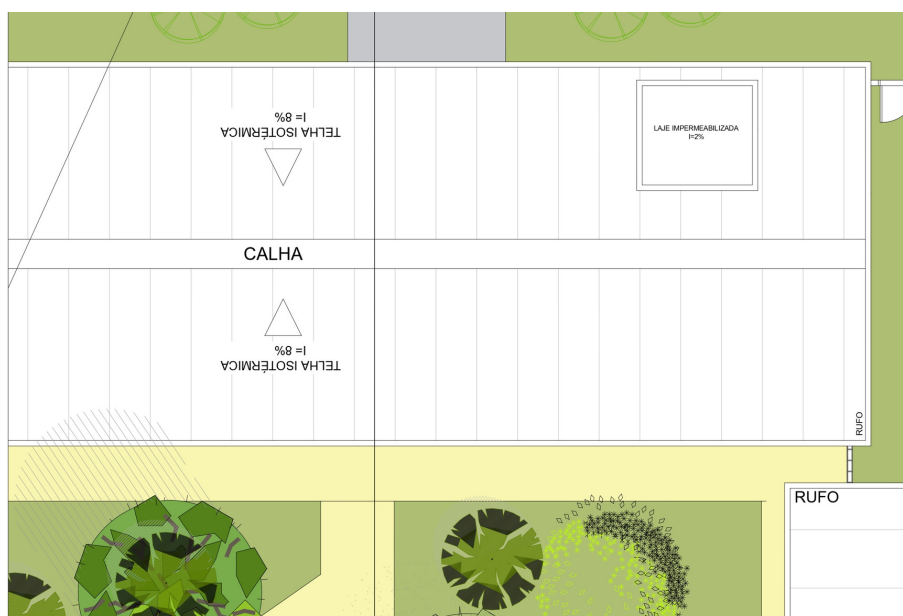 I= 8%
TELHA ISOTÉRMICA
LAJE IMPERMEABILIZADA
I=2%
CALHA
I= 8%
TELHA ISOTÉRMICA
RUFO
RUFO